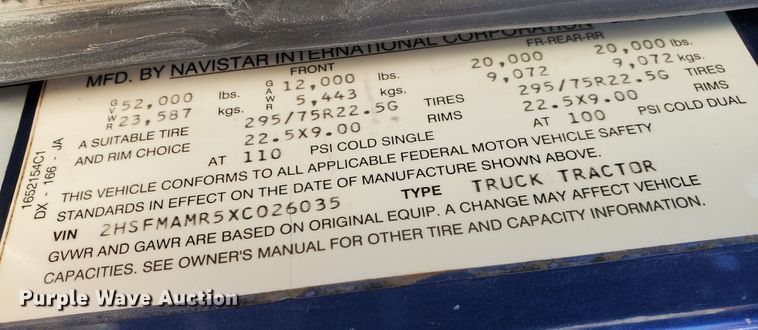 MFD. BY NAVISTAR INTERNATIONAL CORPORATION
FRONT FR-REAR-RR
GVWR 52,000 lbs. GAWR 12,000 lbs. 20,000 20,000 lbs.
23,587 kgs. 5,443 kgs. 9,072 9,072 kgs.
A SUITABLE TIRE 295/75R22.5G TIRES 295/75R22.5G TIRES
AND RIM CHOICE 22.5X9.00 RIMS 22.5X9.00 RIMS
AT 110 PSI COLD SINGLE AT 100 PSI COLD DUAL
THIS VEHICLE CONFORMS TO ALL APPLICABLE FEDERAL MOTOR VEHICLE SAFETY
STANDARDS IN EFFECT ON THE DATE OF MANUFACTURE SHOWN ABOVE.
VIN 2HSFMAMR5XC026035 TYPE TRUCK TRACTOR
GVWR AND GAWR ARE BASED ON ORIGINAL EQUIP. A CHANGE MAY AFFECT VEHICLE
CAPACITIES. SEE OWNER'S MANUAL FOR OTHER TIRE AND CAPACITY INFORMATION.
1652154C1
DX - 166 - JA
Purple Wave Auction